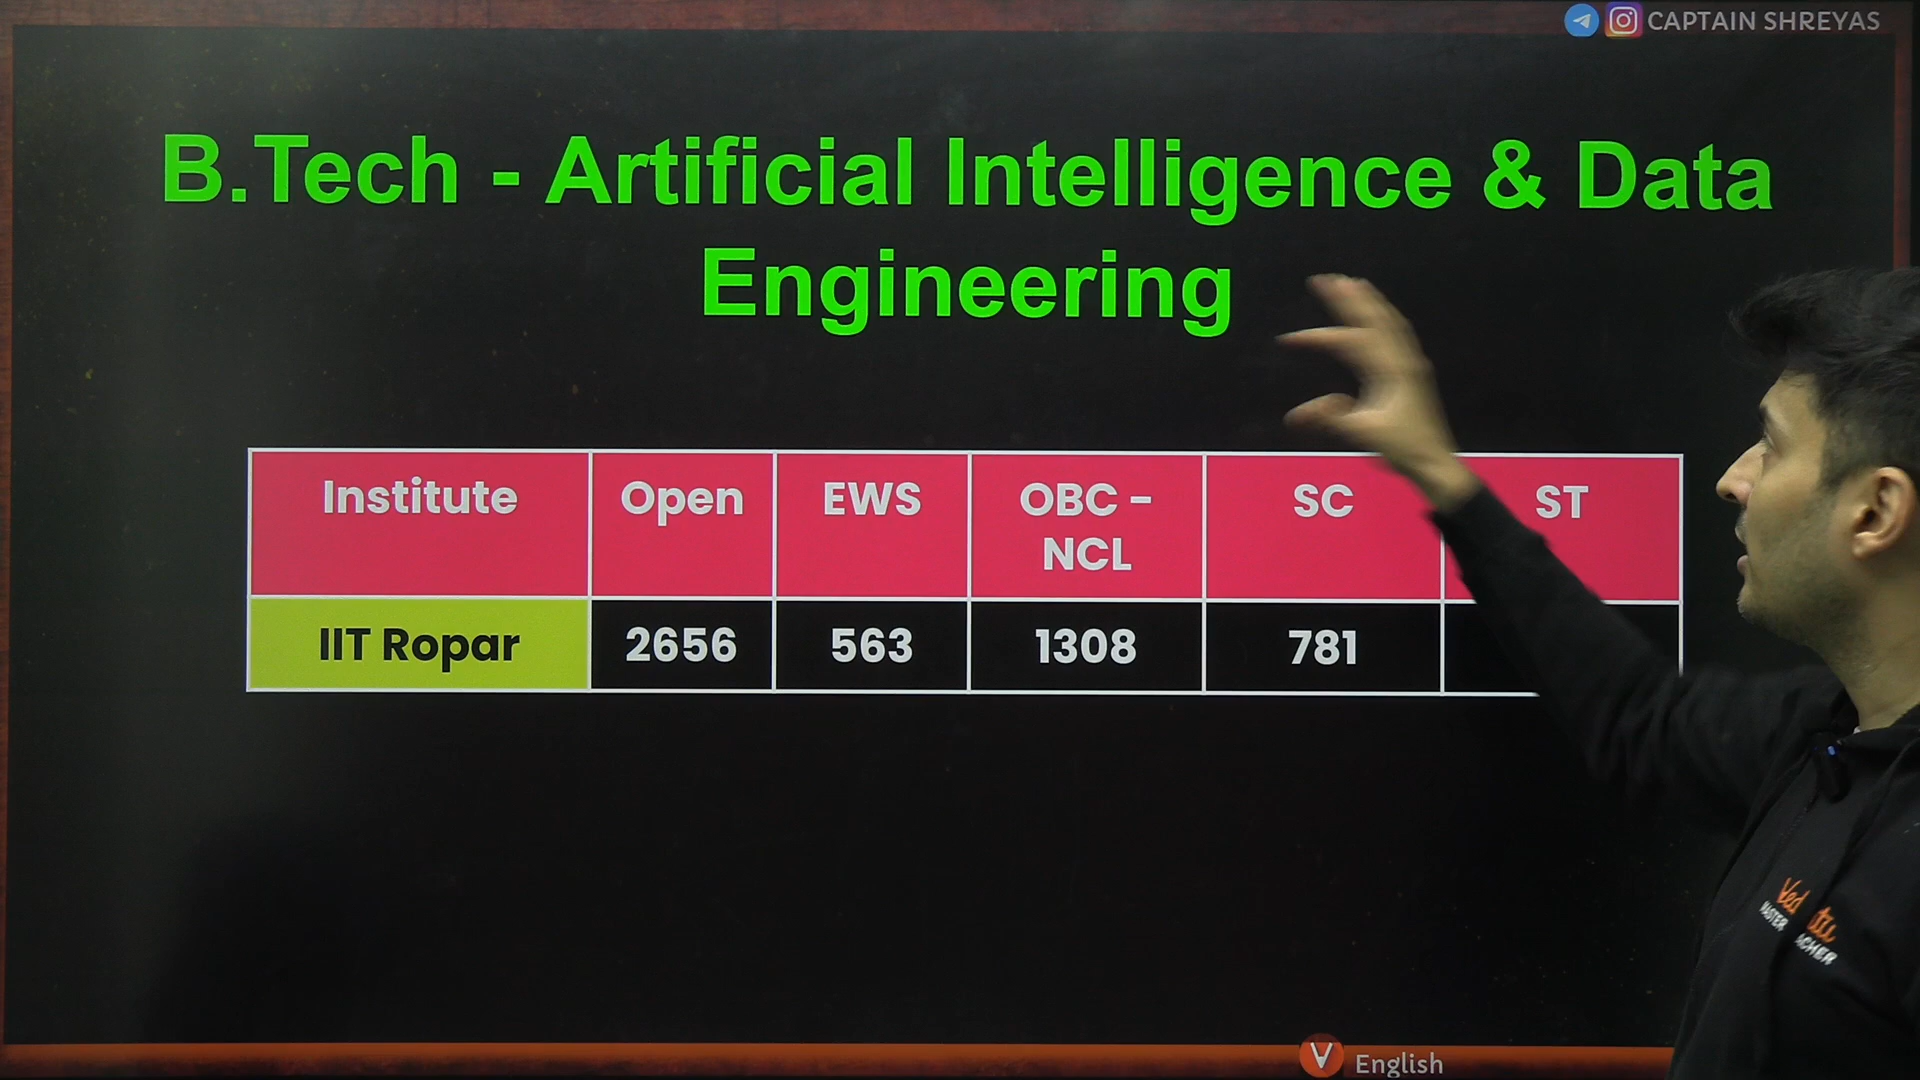 CAPTAIN SHREYAS
B.Tech - Artificial Intelligence & Data
Engineering
Institute Open EWS OBC - NCL SC ST
IIT Ropar 2656 563 1308 781
MASTER
English